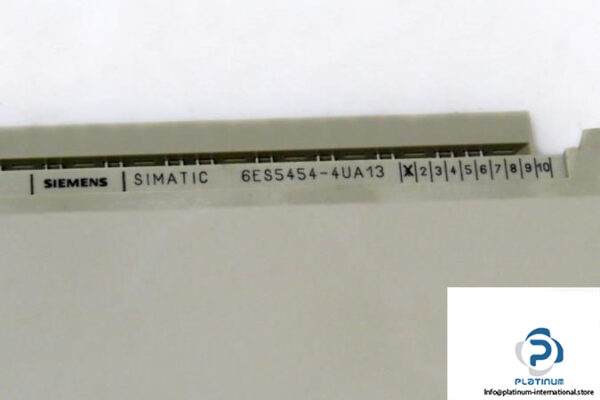 SIEMENS | SIMATIC 6ES5454-4UA13 |X|2|3|4|5|6|7|8|9|10|
PLATINUM
Info@platinum-international.store